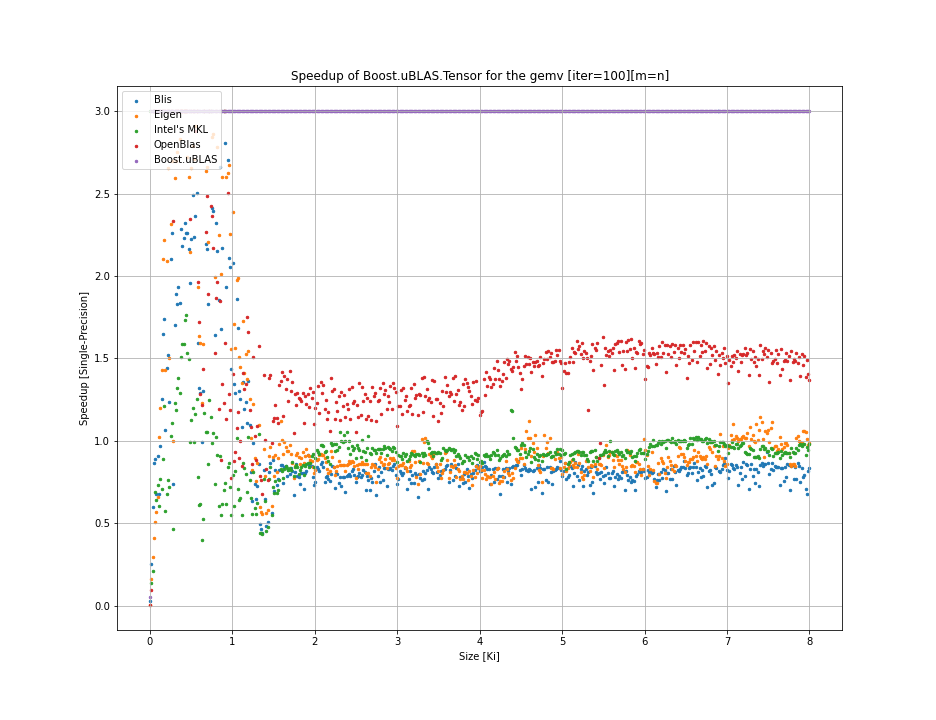 Speedup of Boost.uBLAS.Tensor for the gemv [iter=100][m=n]
Blis
Eigen
Intel's MKL
OpenBlas
Boost.uBLAS
3.0
2.5
2.0
1.5
1.0
0.5
0.0
Speedup [Single-Precision]
0 1 2 3 4 5 6 7 8
Size [Ki]